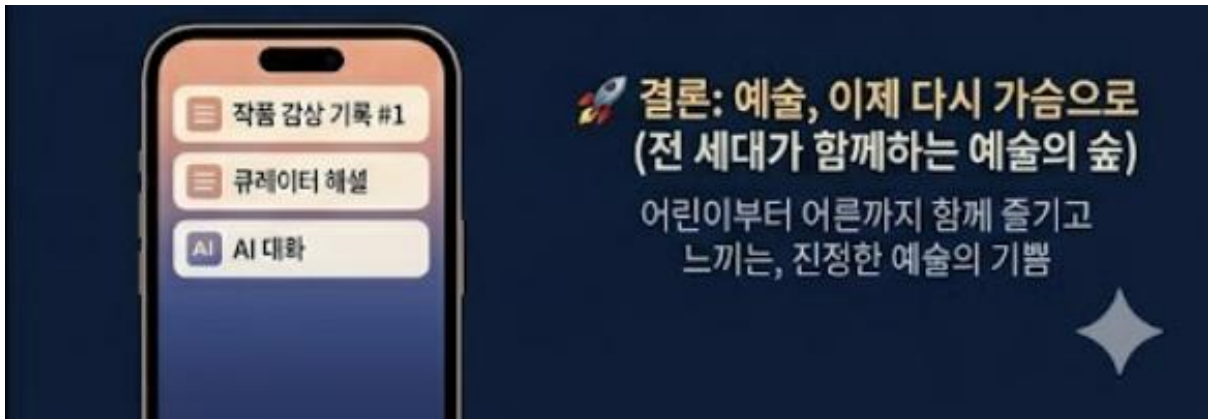 작품 감상 기록 #1
큐레이터 해설
AI
AI 대화
🚀 결론: 예술, 이제 다시 가슴으로
(전 세대가 함께하는 예술의 숲)
어린이부터 어른까지 함께 즐기고
느끼는, 진정한 예술의 기쁨